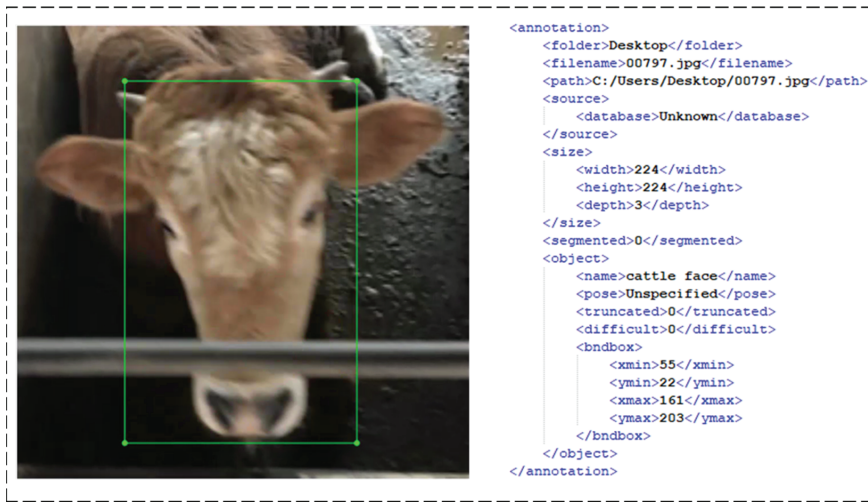 <annotation>
<folder>Desktop</folder>
<filename>00797.jpg</filename>
<path>C:/Users/Desktop/00797.jpg</path>
<source>
<database>Unknown</database>
</source>
<size>
<width>224</width>
<height>224</height>
<depth>3</depth>
</size>
<segmented>0</segmented>
<object>
<name>cattle face</name>
<pose>Unspecified</pose>
<truncated>0</truncated>
<difficult>0</difficult>
<bndbox>
<xmin>55</xmin>
<ymin>22</ymin>
<xmax>161</xmax>
<ymax>203</ymax>
</bndbox>
</object>
</annotation>